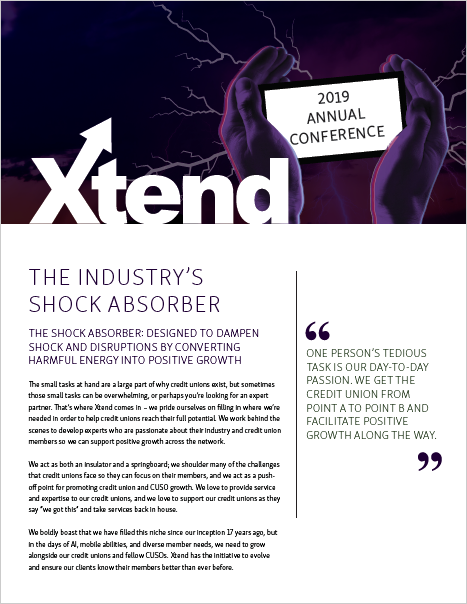 2019
ANNUAL
CONFERENCE
Xtend
THE INDUSTRY'S
SHOCK ABSORBER
THE SHOCK ABSORBER: DESIGNED TO DAMPEN
SHOCK AND DISRUPTIONS BY CONVERTING
HARMFUL ENERGY INTO POSITIVE GROWTH
The small tasks at hand are a large part of why credit unions exist, but sometimes
those small tasks can be overwhelming, or perhaps you're looking for an expert
partner. That's where Xtend comes in – we pride ourselves on filling in where we're
needed in order to help credit unions reach their full potential. We work behind the
scenes to develop experts who are passionate about their industry and credit union
members so we can support positive growth across the network.
We act as both an insulator and a springboard; we shoulder many of the challenges
that credit unions face so they can focus on their members, and we act as a push-
off point for promoting credit union and CUSO growth. We love to provide service
and expertise to our credit unions, and we love to support our credit unions as they
say "we got this" and take services back in house.
We boldly boast that we have filled this niche since our inception 17 years ago, but
in the days of AI, mobile abilities, and diverse member needs, we need to grow
alongside our credit unions and fellow CUSOs. Xtend has the initiative to evolve
and ensure our clients know their members better than ever before.
“
ONE PERSON'S TEDIOUS
TASK IS OUR DAY-TO-DAY
PASSION. WE GET THE
CREDIT UNION FROM
POINT A TO POINT B AND
FACILITATE POSITIVE
GROWTH ALONG THE WAY.
”